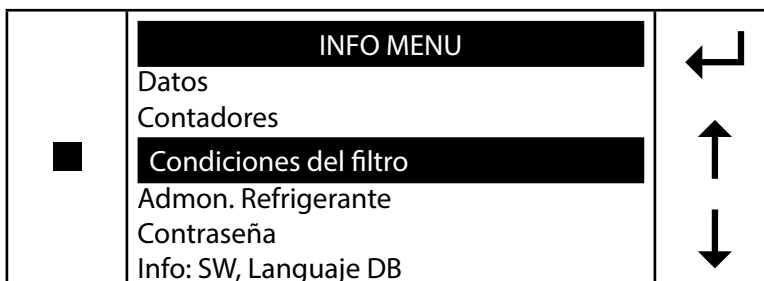 INFO MENU
Datos
Contadores
Condiciones del filtro
Admon. Refrigerante
Contraseña
Info: SW, Languaje DB